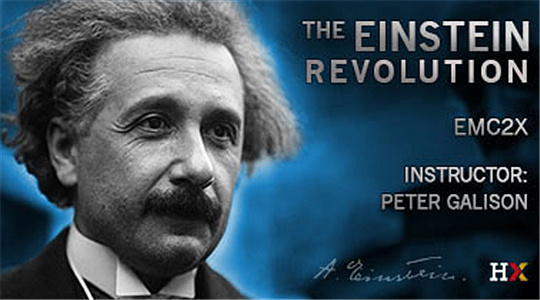 THE EINSTEIN
REVOLUTION
EMC2X
INSTRUCTOR:
PETER GALISON
A. Einstein.
HX